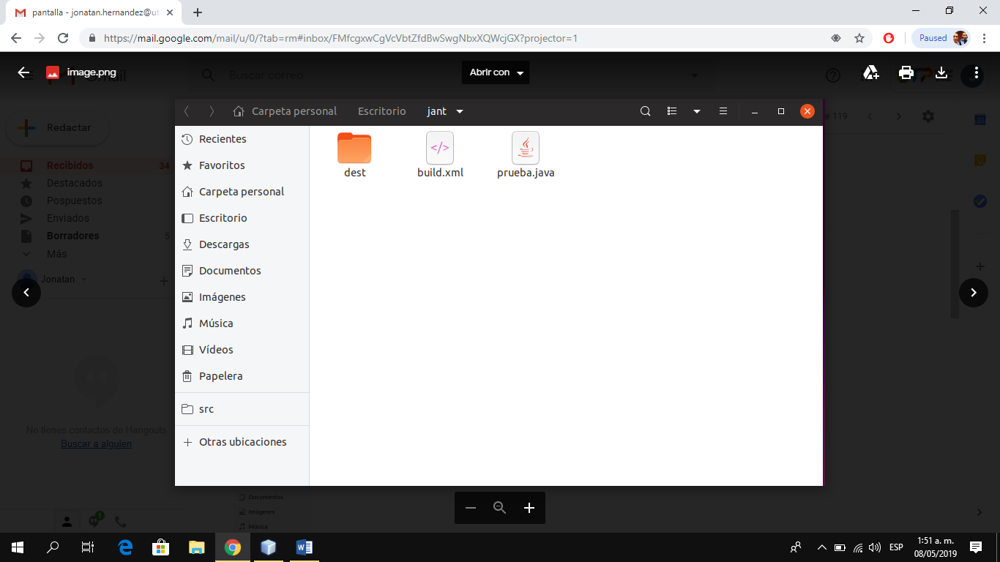 pantalla - jonatan.hernandez@ut
https://mail.google.com/mail/u/0/?tab=rm#inbox/FMfcgxwCgVcVbtZfdBwSwgNbxXQWcjGX?projector=1
Paused
image.png
Buscar correo
Abrir con
Redactar
Recibidos 34
Destacados
Pospuestos
Enviados
Borradores 5
Más
Jonatan
No tienes contactos de Hangouts
Buscar a alguien
e 119
Carpeta personal Escritorio jant
Recientes
Favoritos
Carpeta personal
Escritorio
Descargas
Documentos
Imágenes
Música
Vídeos
Papelera
src
Otras ubicaciones
dest
build.xml
prueba.java
Documentos
Imágenes
Música
1
ESP
1:51 a. m.
08/05/2019